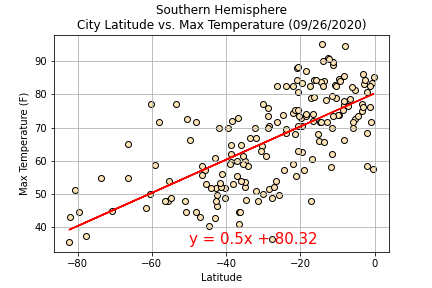 Southern Hemisphere
City Latitude vs. Max Temperature (09/26/2020)
Max Temperature (F)
90
80
70
60
50
40
y = 0.5x + 80.32
−80
−60
−40
−20
0
Latitude